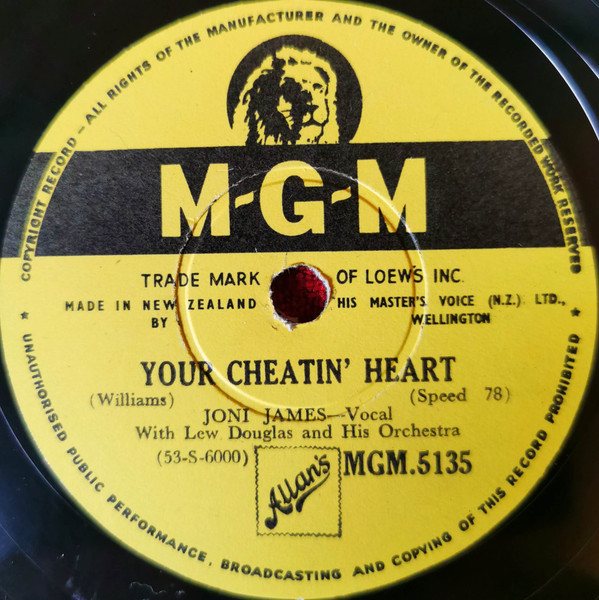 COPYRIGHT RECORD – ALL RIGHTS OF THE MANUFACTURER AND THE OWNER OF THE RECORDED WORK RESERVED
M-G-M
TRADE MARK OF LOEW'S INC.
MADE IN NEW ZEALAND HIS MASTER'S VOICE (N.Z.) LTD.,
BY WELLINGTON
YOUR CHEATIN' HEART
(Williams) (Speed 78)
JONI JAMES—Vocal
With Lew Douglas and His Orchestra
(53-S-6000) MGM.5135
Allan's
★ UNAUTHORISED PUBLIC PERFORMANCE, BROADCASTING AND COPYING OF THIS RECORD PROHIBITED ★